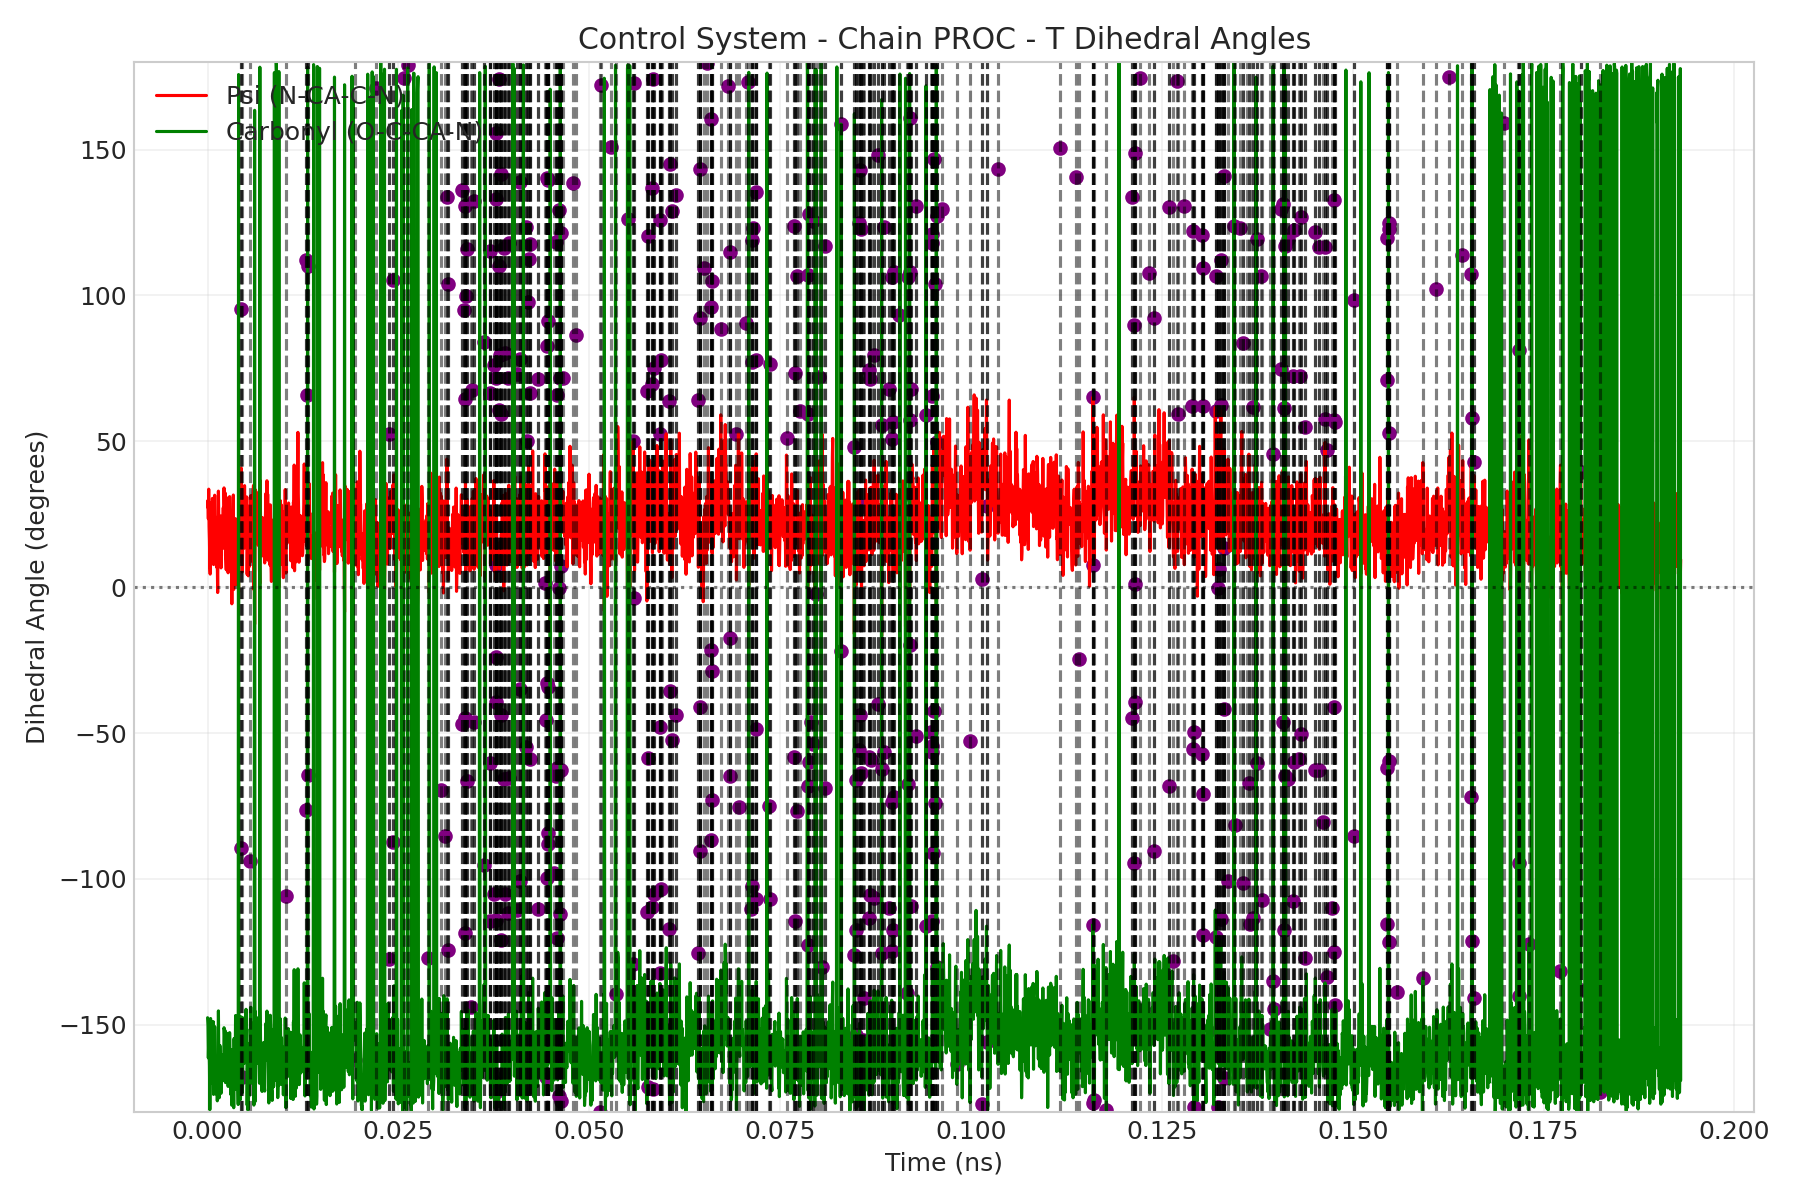 Control System - Chain PROC - T Dihedral Angles
Psi (N-CA-C-N)
Carbonyl (O-C-CA-N)
Dihedral Angle (degrees)
150
100
50
0
−50
−100
−150
0.000 0.025 0.050 0.075 0.100 0.125 0.150 0.175 0.200
Time (ns)